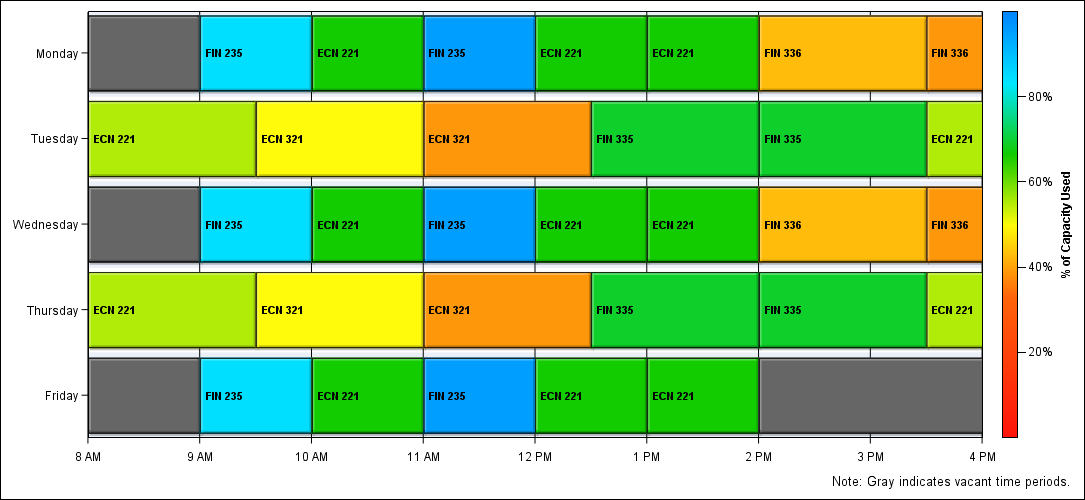 Monday
FIN 235 ECN 221 FIN 235 ECN 221 ECN 221 FIN 336 FIN 336
Tuesday
ECN 221 ECN 321 ECN 321 FIN 335 FIN 335 ECN 221
Wednesday
FIN 235 ECN 221 FIN 235 ECN 221 ECN 221 FIN 336 FIN 336
Thursday
ECN 221 ECN 321 ECN 321 FIN 335 FIN 335 ECN 221
Friday
FIN 235 ECN 221 FIN 235 ECN 221 ECN 221
8 AM 9 AM 10 AM 11 AM 12 PM 1 PM 2 PM 3 PM 4 PM
80%
60%
40%
20%
% of Capacity Used
Note: Gray indicates vacant time periods.